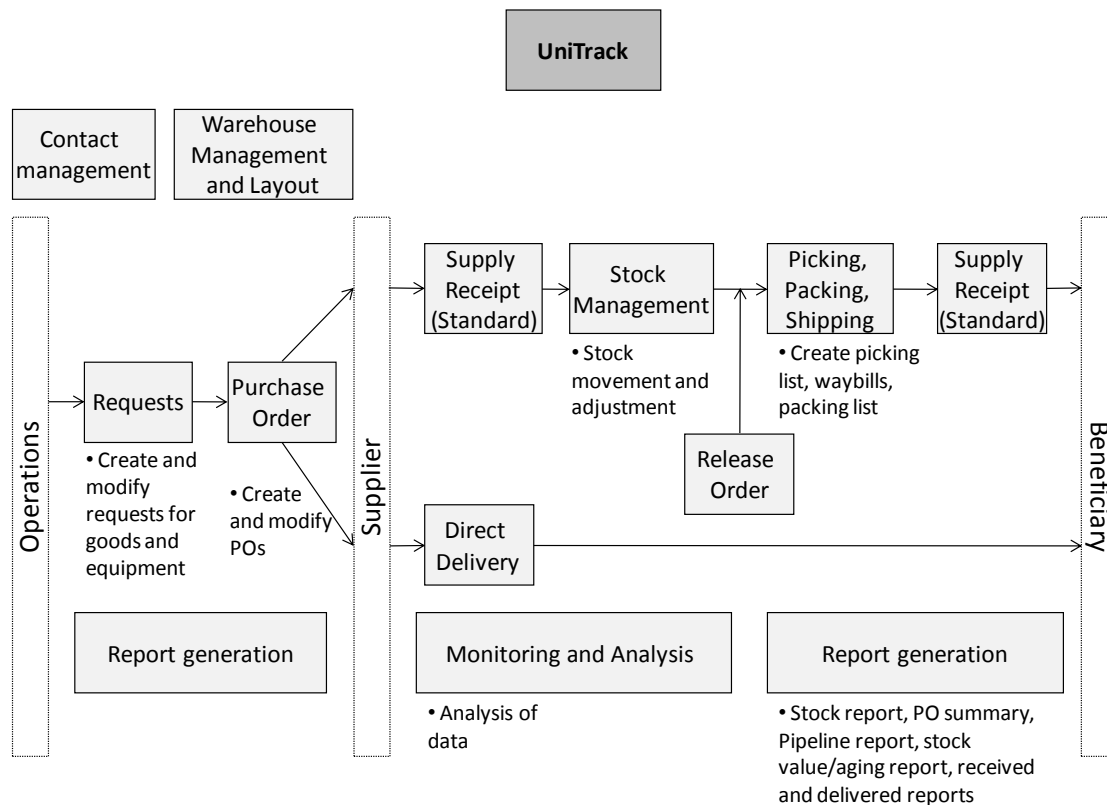 UniTrack
Contact
management
Warehouse
Management
and Layout
Operations
Requests
• Create and
modify
requests for
goods and
equipment
Purchase
Order
• Create
and modify
POs
Supplier
Supply
Receipt
(Standard)
Stock
Management
• Stock
movement and
adjustment
Picking,
Packing,
Shipping
• Create picking
list, waybills,
packing list
Supply
Receipt
(Standard)
Release
Order
Direct
Delivery
Beneficiary
Report generation
Monitoring and Analysis
• Analysis of
data
Report generation
• Stock report, PO summary,
Pipeline report, stock
value/aging report, received
and delivered reports